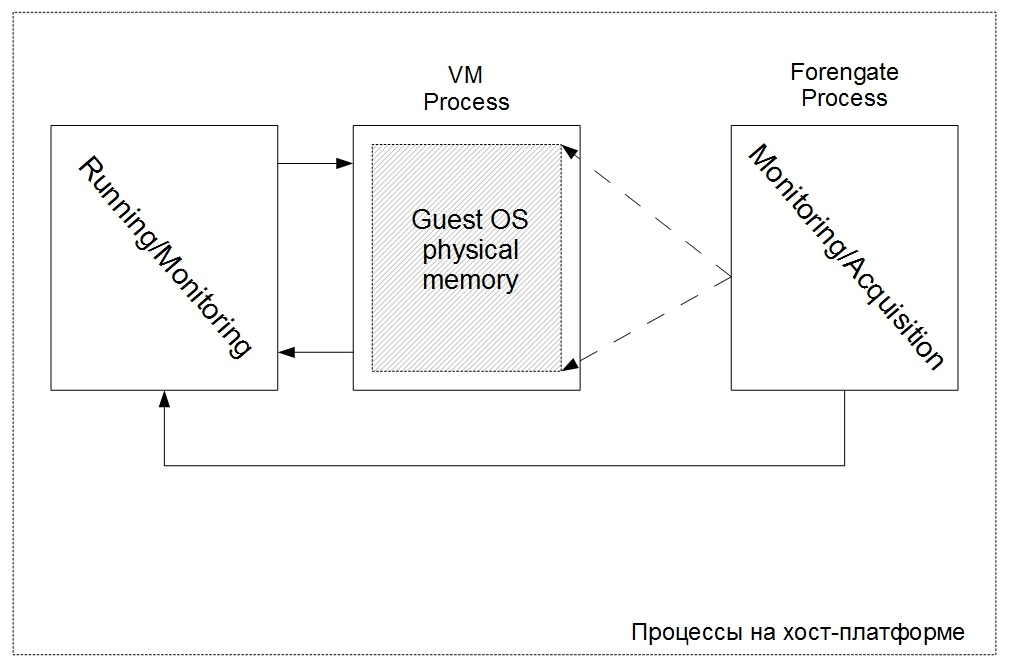 VM
Process
Forengate
Process
Running/Monitoring
Guest OS
physical
memory
Monitoring/Acquisition
Процессы на хост-платформе